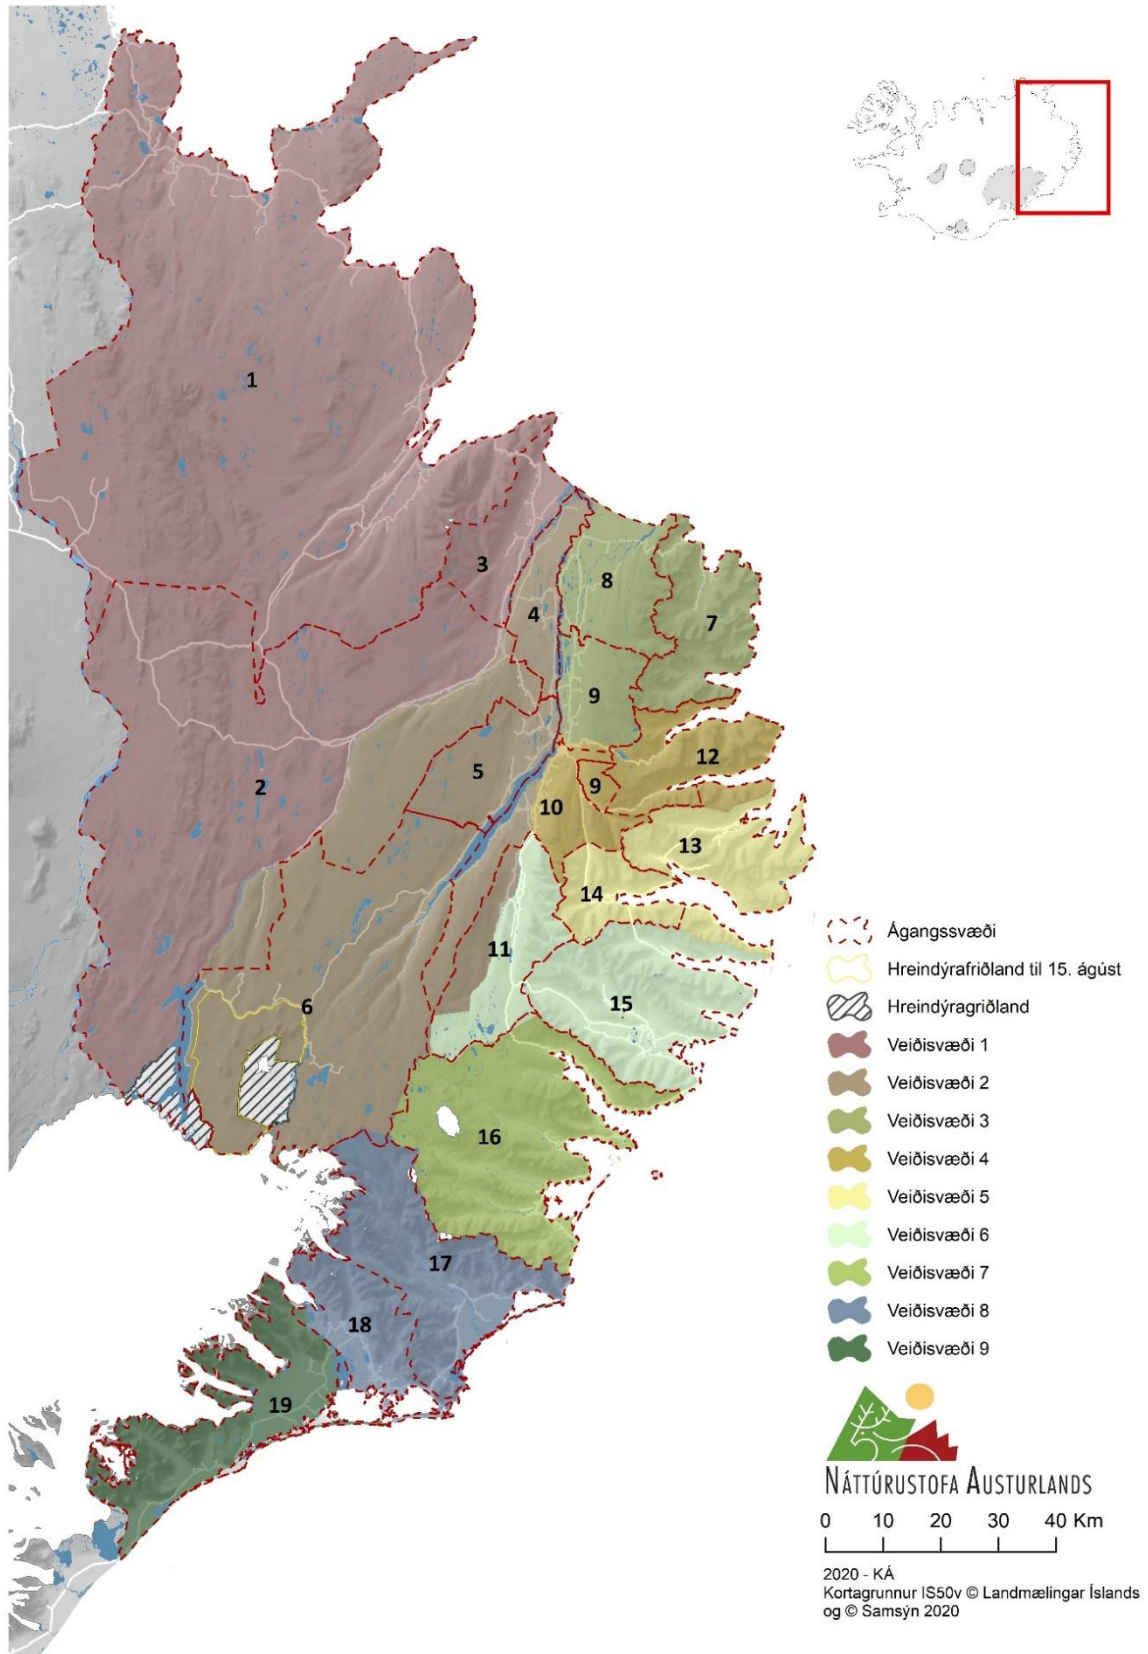 1
3
8
4
7
9
12
5
2
9
10
13
14
11
15
6
16
17
18
19
Ágangssvæði
Hreindýrafriðland til 15. ágúst
Hreindýragriðland
Veiðisvæði 1
Veiðisvæði 2
Veiðisvæði 3
Veiðisvæði 4
Veiðisvæði 5
Veiðisvæði 6
Veiðisvæði 7
Veiðisvæði 8
Veiðisvæði 9
NÁTTÚRUSTOFA AUSTURLANDS
0 10 20 30 40 Km
2020 - KÁ
Kortagrunnur IS50v © Landmælingar Íslands
og © Samsýn 2020